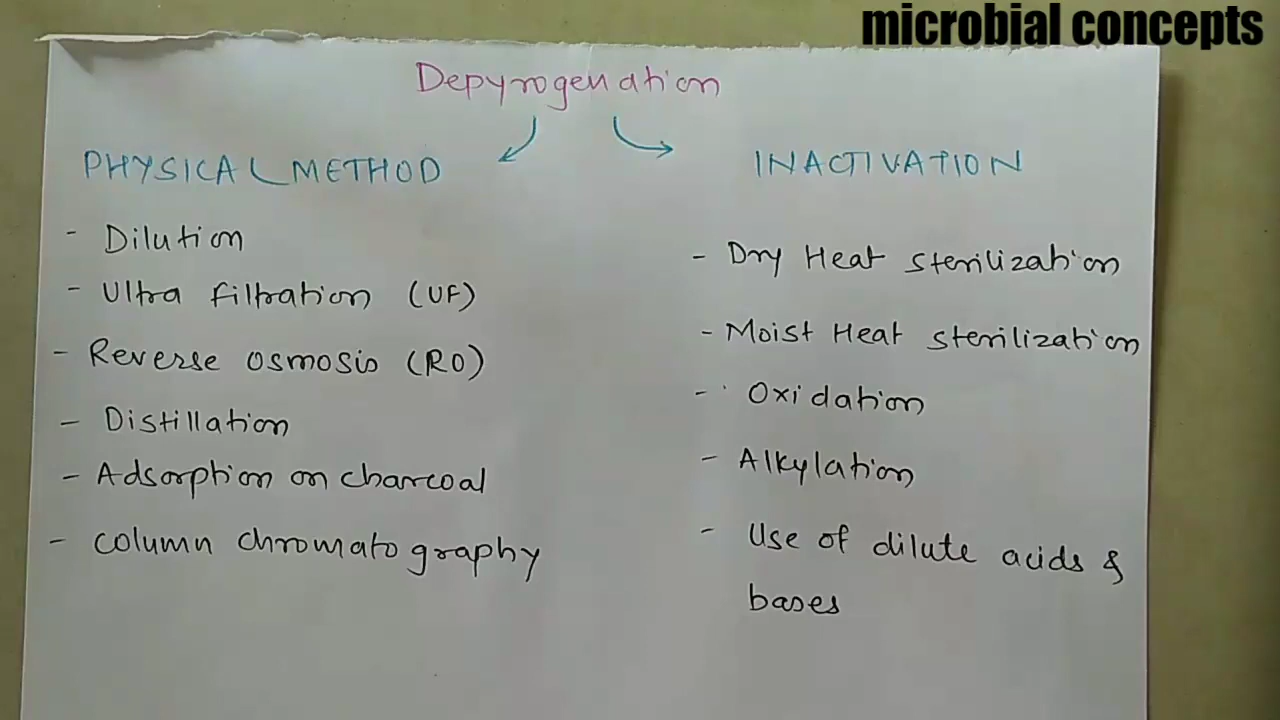 microbial concepts
Depyrogenation
PHYSICAL METHOD
- Dilution
- Ultra filtration (UF)
- Reverse osmosis (RO)
- Distillation
- Adsorption on charcoal
- column chromatography
INACTIVATION
- Dry Heat sterilization
- Moist Heat sterilization
- Oxidation
- Alkylation
- Use of dilute acids &
bases